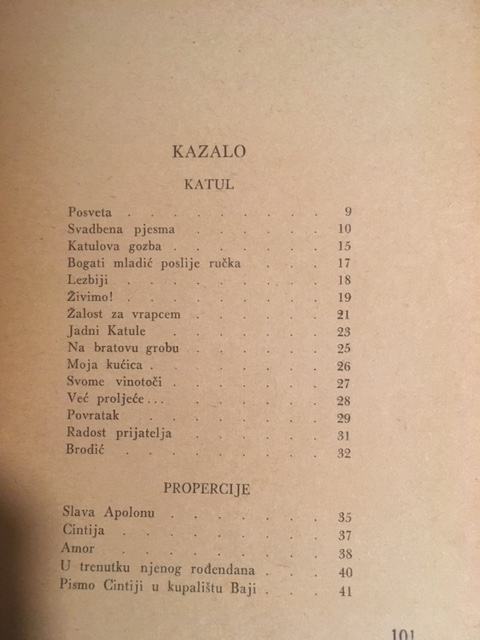 KAZALO
KATUL
Posveta . . . . . . . . . 9
Svadbena pjesma . . . . . . 10
Katulova gozba . . . . . . . 15
Bogati mladić poslije ručka . . . 17
Lezbiji . . . . . . . . . 18
Živimo! . . . . . . . . . 19
Žalost za vrapcem . . . . . . 21
Jadni Katule . . . . . . . 23
Na bratovu grobu . . . . . . 25
Moja kućica . . . . . . . . 26
Svome vinotoči . . . . . . . 27
Već proljeće ... . . . . . . . 28
Povratak . . . . . . . . 29
Radost prijatelja . . . . . . 31
Brodić . . . . . . . . . 32
PROPERCIJE
Slava Apolonu . . . . . . . 35
Cintija . . . . . . . . . 37
Amor . . . . . . . . . 38
U trenutku njenog rođendana . . . 40
Pismo Cintiji u kupalištu Baji . . . 41
101